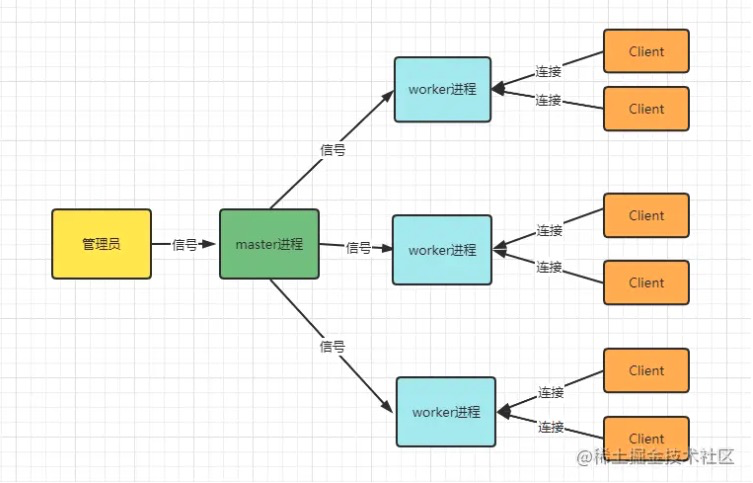 Client
连接
worker进程
连接
Client
信号
Client
连接
管理员
信号
master进程
信号
worker进程
连接
Client
信号
Client
连接
worker进程
连接
Client
@稀土掘金技术社区